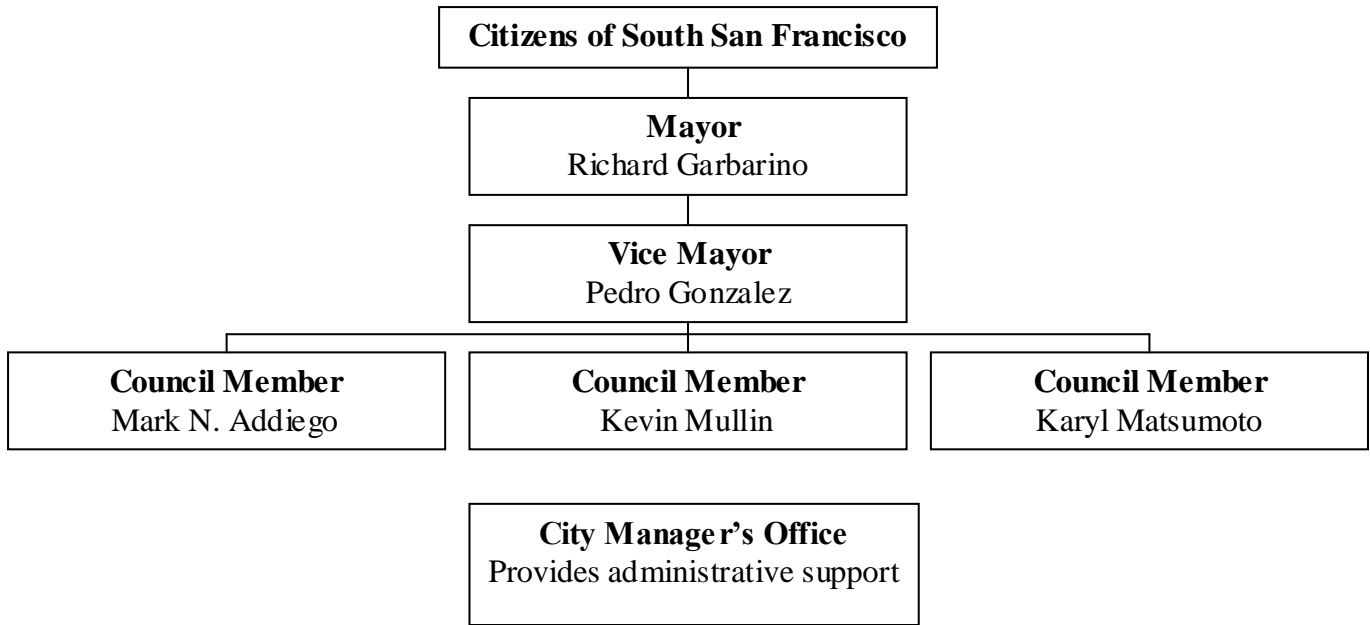 Citizens of South San Francisco
Mayor
Richard Garbarino
Vice Mayor
Pedro Gonzalez
Council Member
Mark N. Addiego
Council Member
Kevin Mullin
Council Member
Karyl Matsumoto
City Manager's Office
Provides administrative support